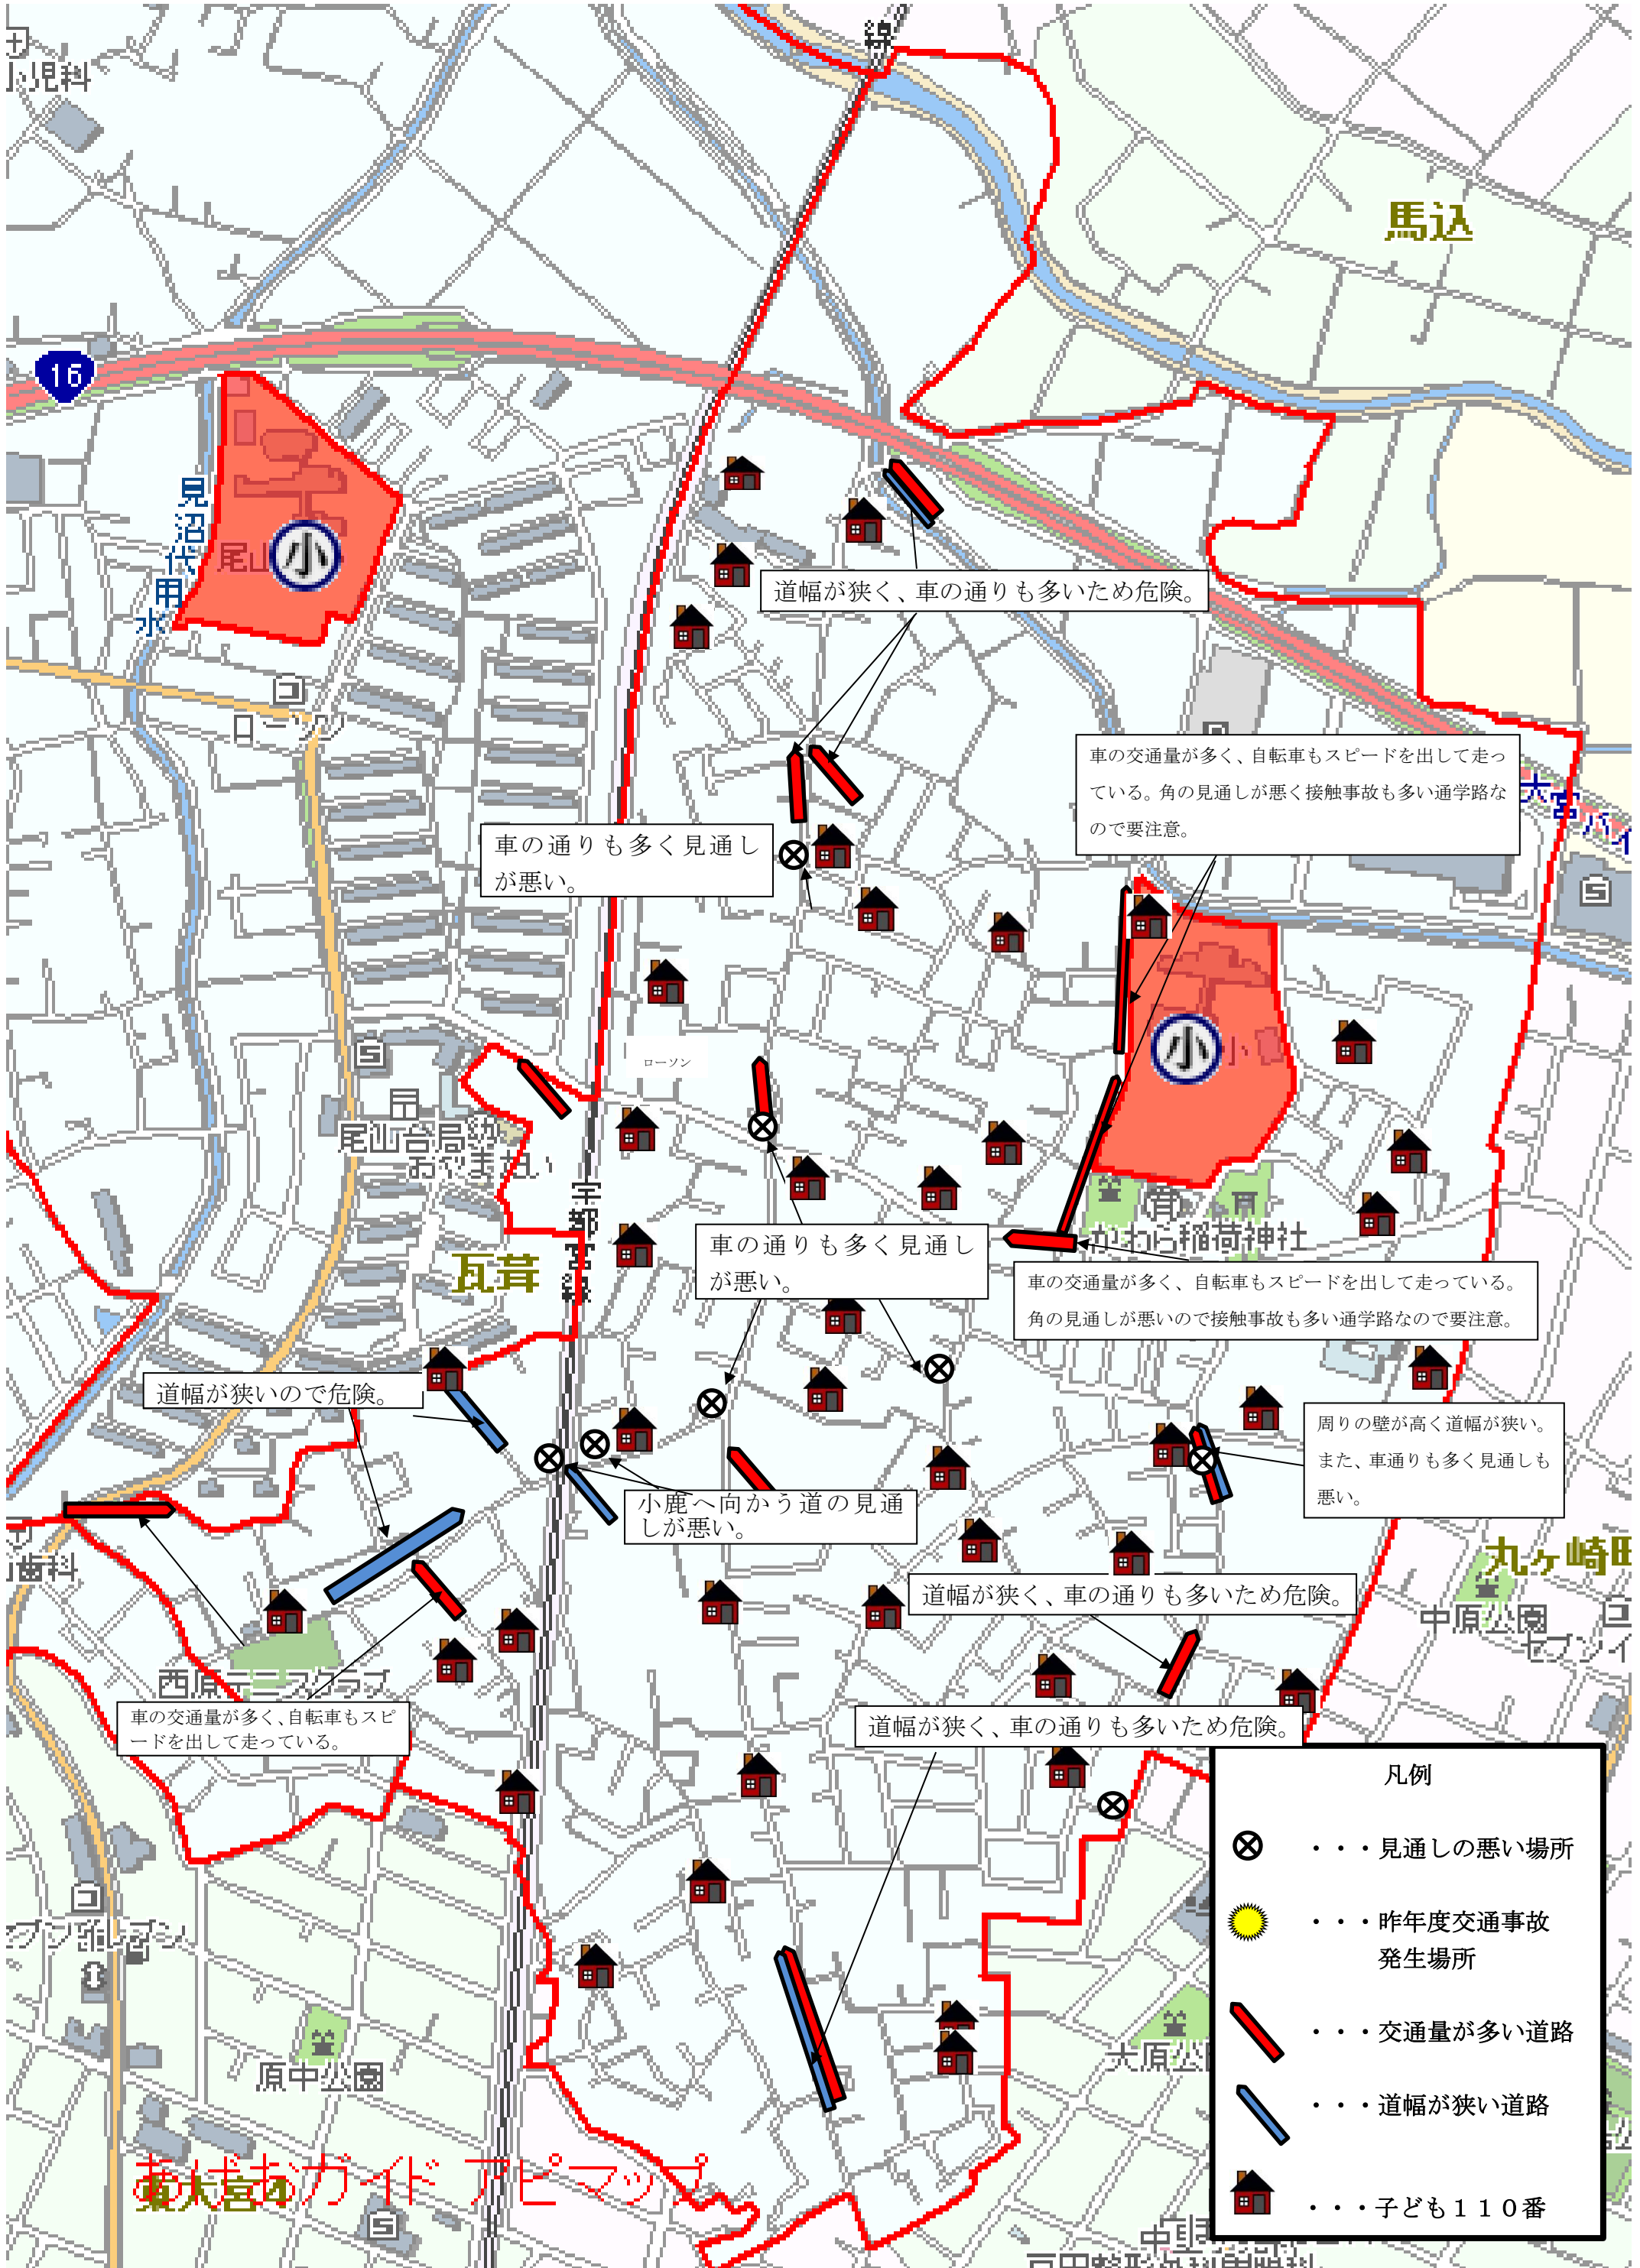 線
小児科
馬込
16
見沼代用水
尾山
小
道幅が狭く、車の通りも多いため危険。
ローソン
車の交通量が多く、自転車もスピードを出して走っ
ている。角の見通しが悪く接触事故も多い通学路な
ので要注意。
車の通りも多く見通し
が悪い。
小
小
ローソン
尾山台局
宇都宮線
瓦葺
かわら稲荷神社
車の通りも多く見通し
が悪い。
車の交通量が多く、自転車もスピードを出して走っている。
角の見通しが悪いので接触事故も多い通学路なので要注意。
道幅が狭いので危険。
周りの壁が高く道幅が狭い。
また、車通りも多く見通しも
悪い。
小鹿へ向かう道の見通
しが悪い。
歯科
丸ヶ崎町
道幅が狭く、車の通りも多いため危険。
中原公園
西原テニスクラブ
車の交通量が多く、自転車もスピ
ードを出して走っている。
道幅が狭く、車の通りも多いため危険。
凡例
・・・見通しの悪い場所
・・・昨年度交通事故
発生場所
・・・交通量が多い道路
・・・道幅が狭い道路
・・・子ども１１０番
原中公園
大原公
あげおガイド アピマップ
東大宮4